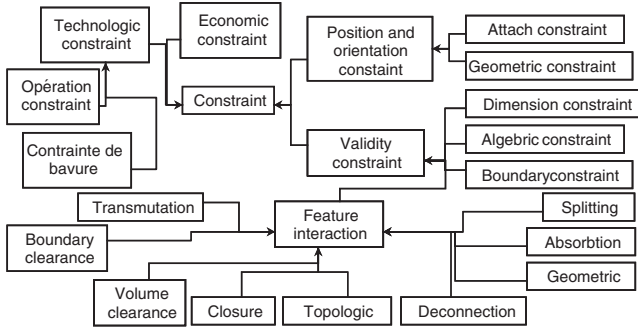 Technologic
constraint
Economic
constraint
Position and
orientation
constaint
Attach constraint
Geometric constraint
Opération
constraint
Constraint
Dimension constraint
Contrainte de
bavure
Validity
constraint
Algebric constraint
Boundaryconstraint
Transmutation
Feature
interaction
Splitting
Boundary
clearance
Absorbtion
Geometric
Volume
clearance
Closure
Topologic
Deconnection